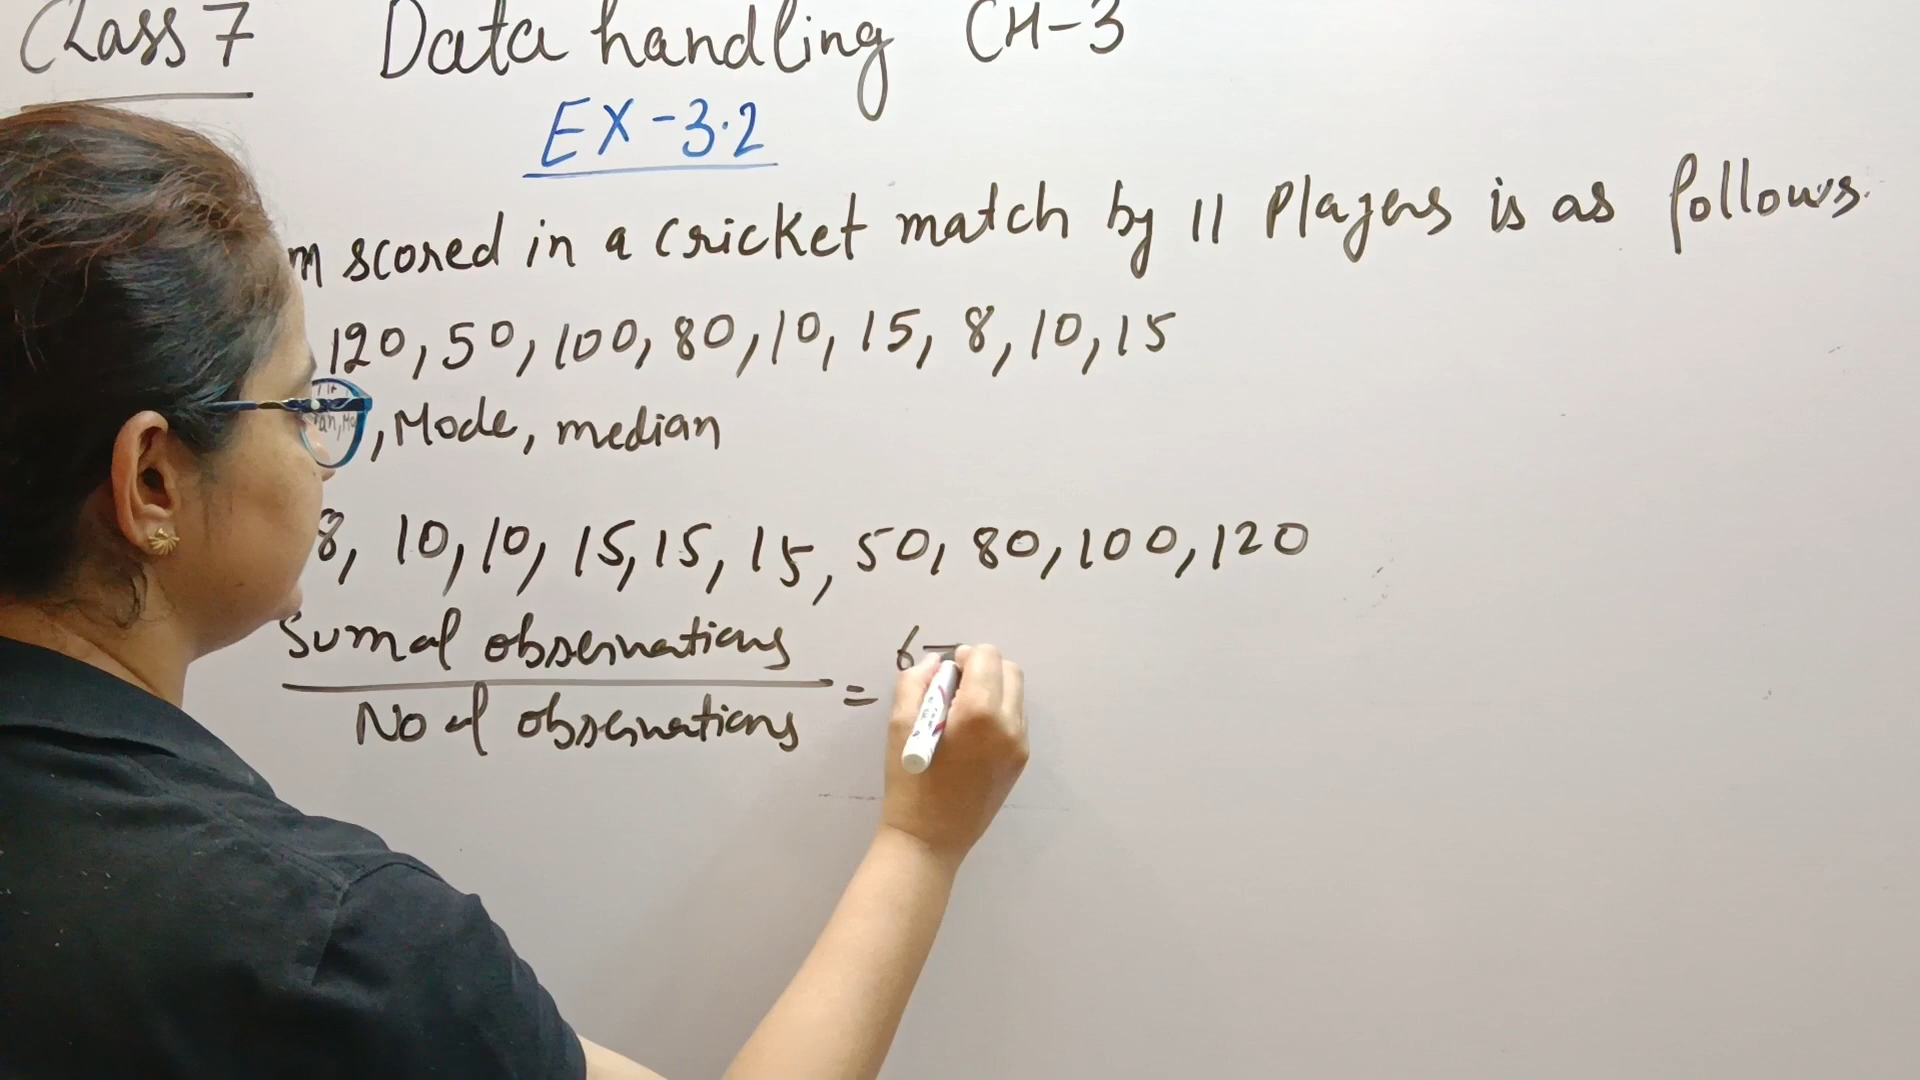 Class 7 Data handling CH-3
EX-3.2
m scored in a cricket match by 11 Players is as follows.
120, 50, 100, 80, 10, 15, 8, 10, 15
, Mode, median
8, 10, 10, 15, 15, 15, 50, 80, 100, 120
Sum of observations
= 6
No of observations